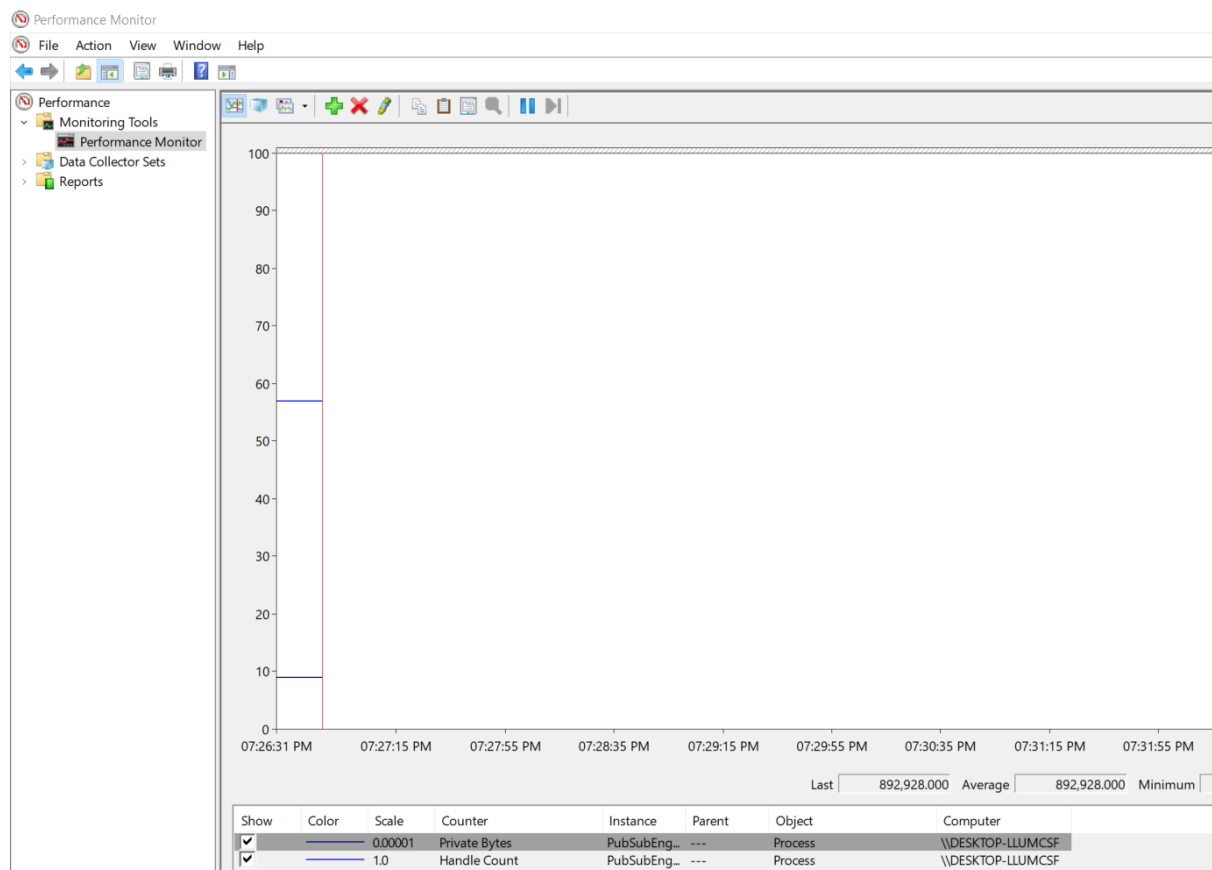 Performance Monitor
File Action View Window Help
Performance
Monitoring Tools
Performance Monitor
Data Collector Sets
Reports
100
90
80
70
60
50
40
30
20
10
0
07:26:31 PM 07:27:15 PM 07:27:55 PM 07:28:35 PM 07:29:15 PM 07:29:55 PM 07:30:35 PM 07:31:15 PM 07:31:55 PM
Last 892,928.000 Average 892,928.000 Minimum
Show Color Scale Counter Instance Parent Object Computer
0.00001 Private Bytes PubSubEng... --- Process \\DESKTOP-LLUMCSF
1.0 Handle Count PubSubEng... --- Process \\DESKTOP-LLUMCSF